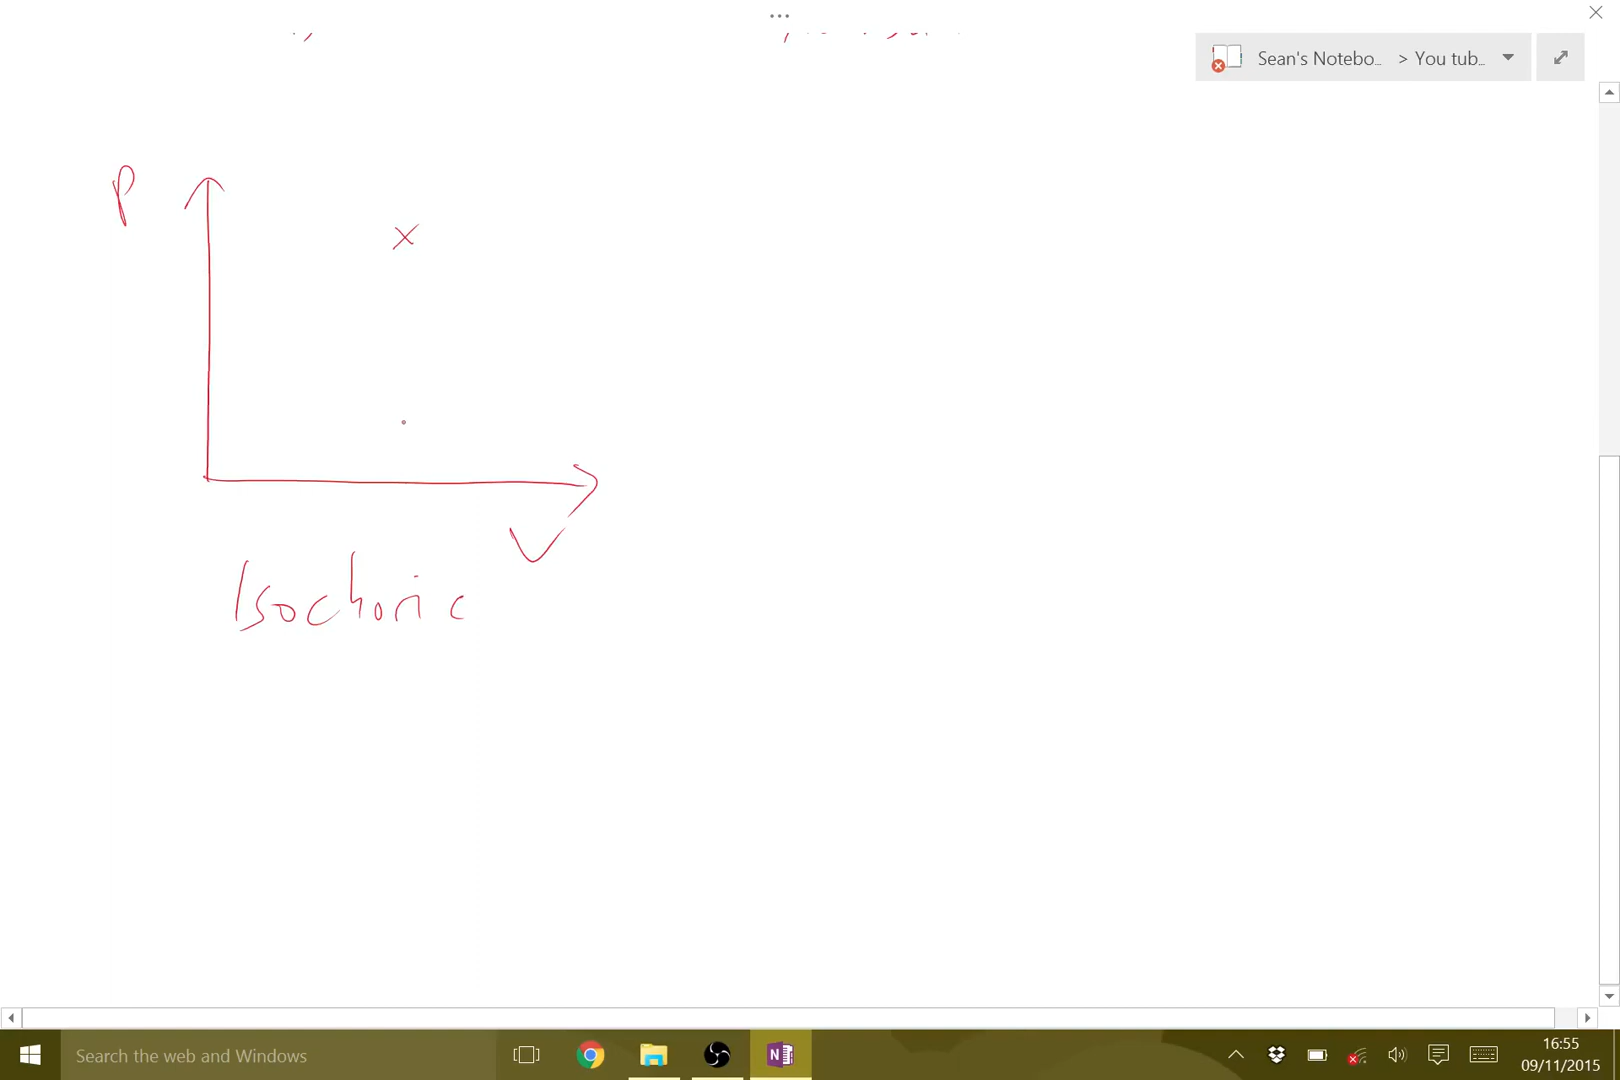 Sean's Notebo... > You tub...
P
x
V
Isochoric
Search the web and Windows
16:55
09/11/2015